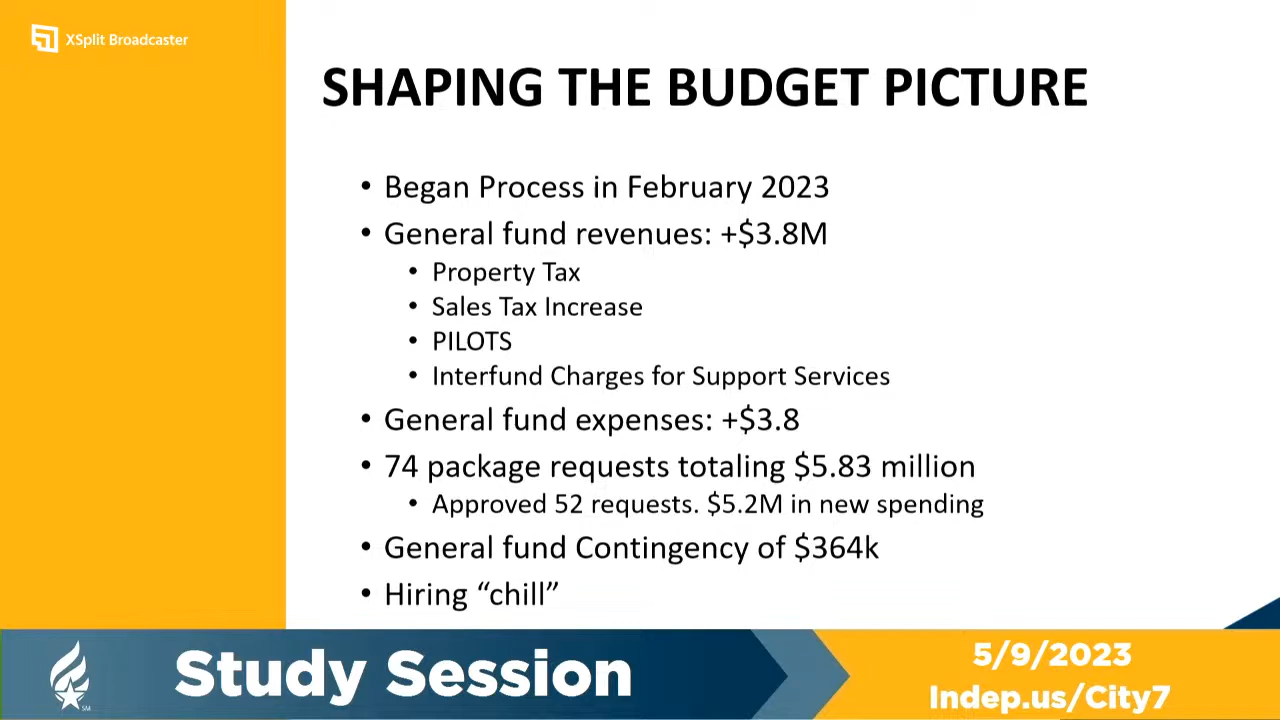 XSplit Broadcaster
SHAPING THE BUDGET PICTURE
• Began Process in February 2023
• General fund revenues: +$3.8M
• Property Tax
• Sales Tax Increase
• PILOTS
• Interfund Charges for Support Services
• General fund expenses: +$3.8
• 74 package requests totaling $5.83 million
• Approved 52 requests. $5.2M in new spending
• General fund Contingency of $364k
• Hiring “chill”
Study Session
5/9/2023
Indep.us/City7
SM